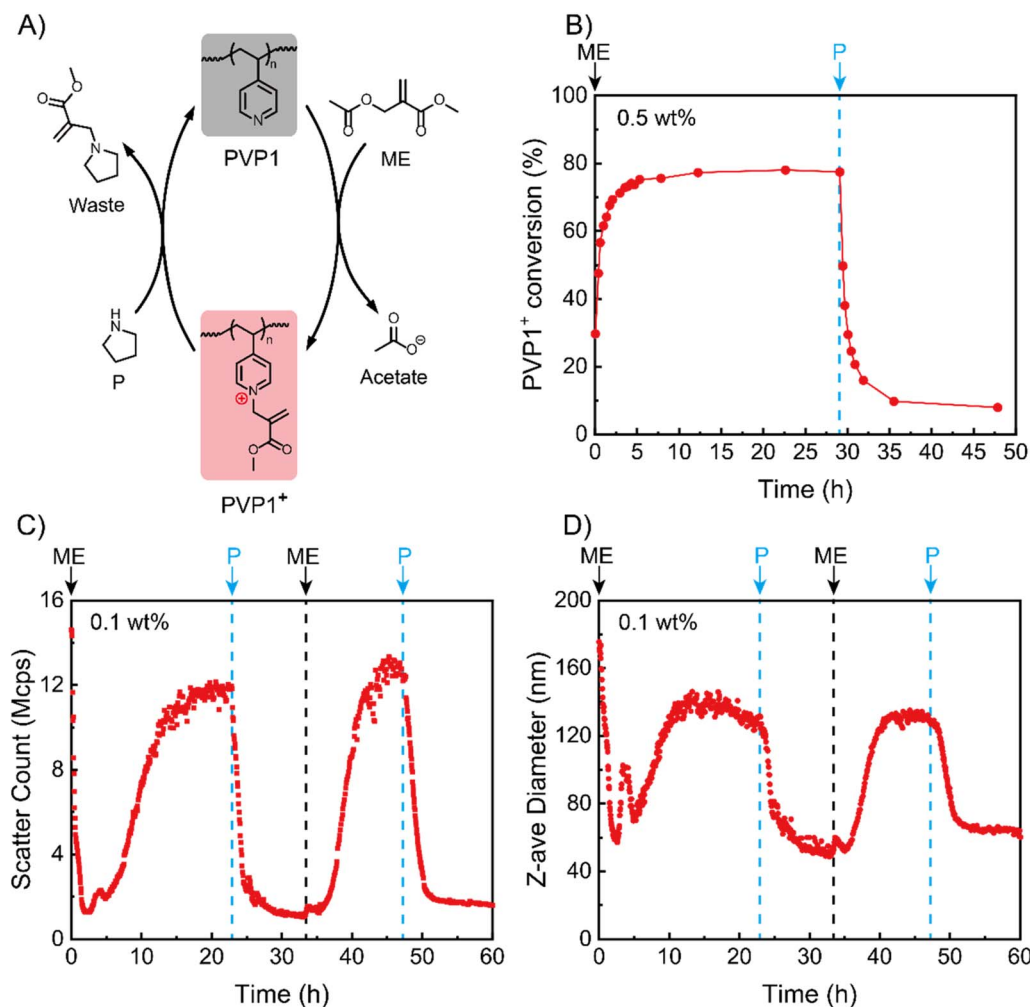 A)
n
N
PVP1
O
O
N
Waste
O
O
O
O
ME
H
N
P
n
N
⊕
O
O
PVP1+
O
O⊖
Acetate
B)
ME
P
0.5 wt%
PVP1+ conversion (%)
100
80
60
40
20
0
0 5 10 15 20 25 30 35 40 45 50
Time (h)
C)
ME P ME P
0.1 wt%
Scatter Count (Mcps)
16
12
8
4
0
0 10 20 30 40 50 60
Time (h)
D)
ME P ME P
0.1 wt%
Z-ave Diameter (nm)
200
160
120
80
40
0
0 10 20 30 40 50 60
Time (h)